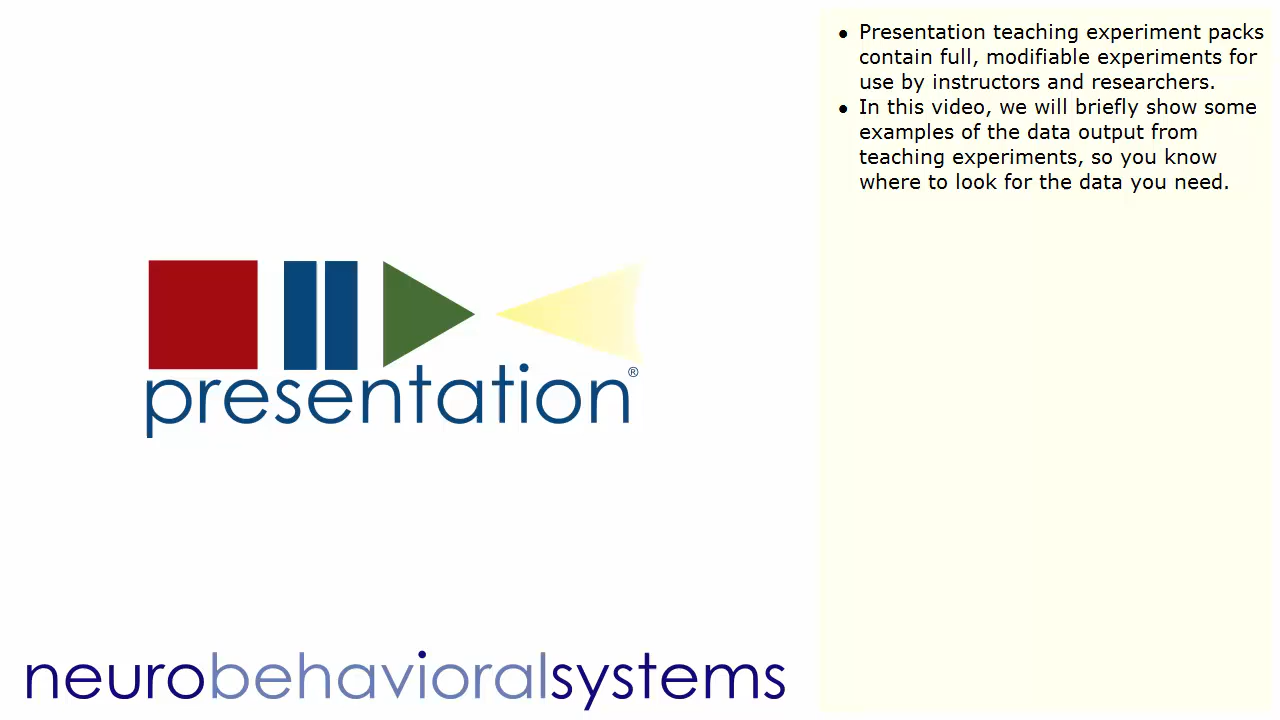 ● Presentation teaching experiment packs
contain full, modifiable experiments for
use by instructors and researchers.
● In this video, we will briefly show some
examples of the data output from
teaching experiments, so you know
where to look for the data you need.
presentation®
neurobehavioralsystems